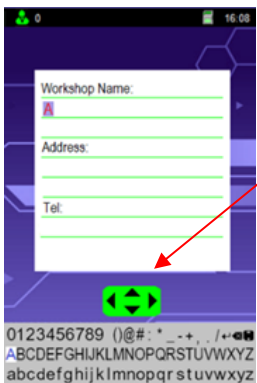 0 16:08
Workshop Name:
A
Address:
Tel:
0123456789 ()@#:*_-+,./↵
ABCDEFGHIJKLMNOPQRSTUVWXYZ
abcdefghijklmnopqrstuvwxyz